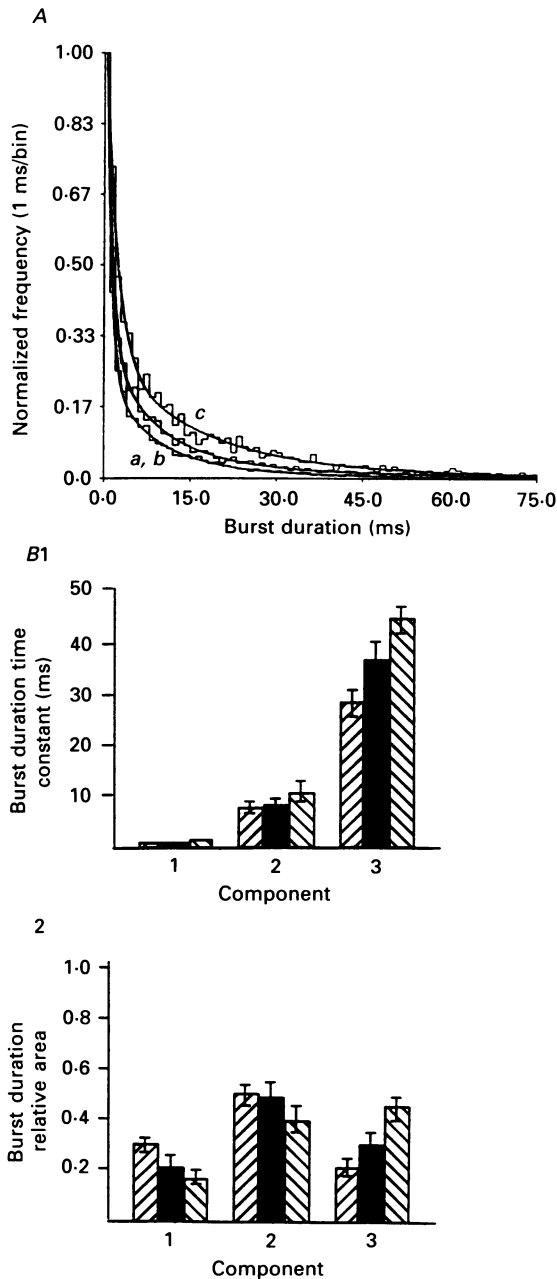 A
Normalized frequency (1 ms/bin)
1·00
0·83
0·67
0·50
0·33
0·17
0·0
c
a, b
0·0 15·0 30·0 45·0 60·0 75·0
Burst duration (ms)
B1
Burst duration time
constant (ms)
50
40
30
20
10
1 2 3
Component
2
Burst duration
relative area
1·0
0·8
0·6
0·4
0·2
1 2 3
Component